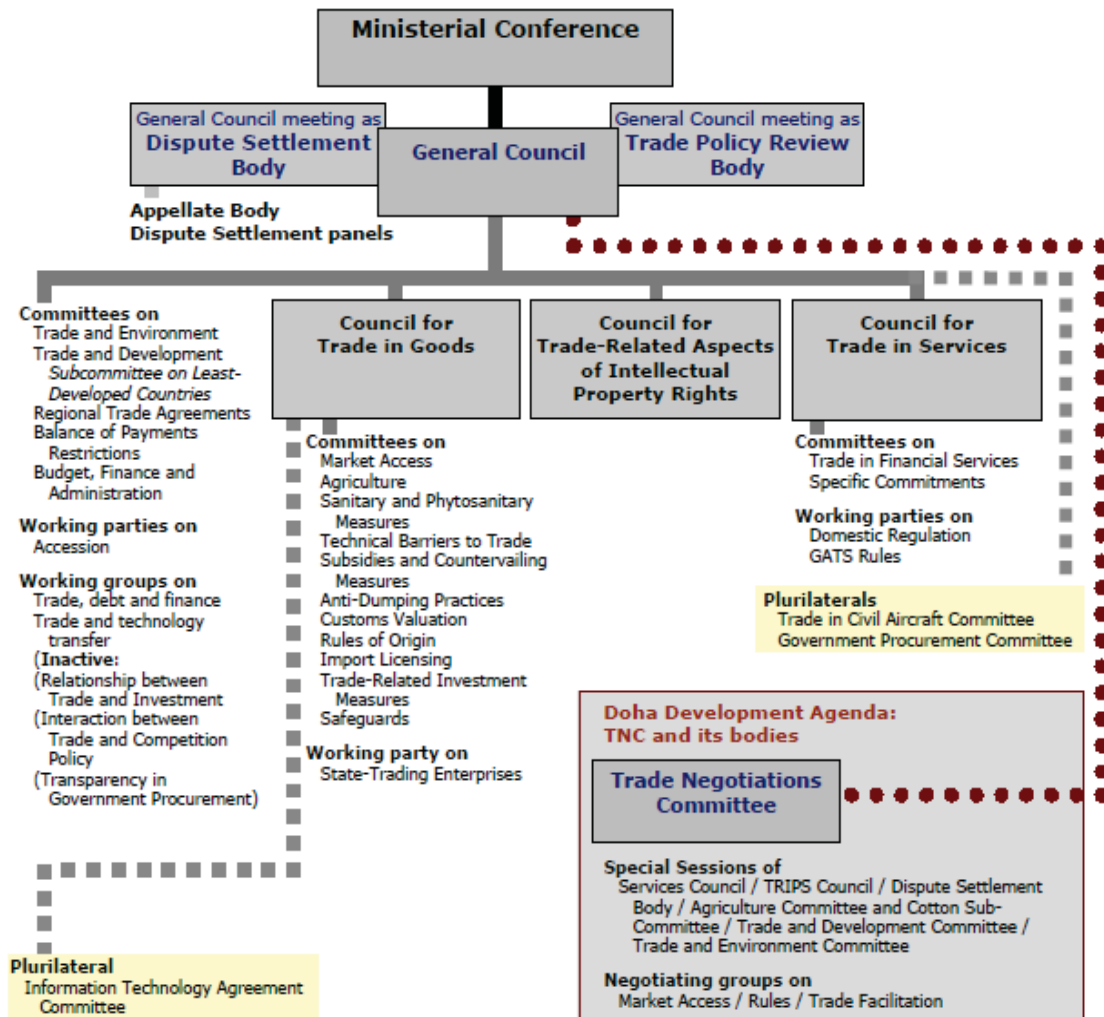 Ministerial Conference
General Council meeting as
Dispute Settlement
Body
General Council
General Council meeting as
Trade Policy Review
Body
Appellate Body
Dispute Settlement panels
Committees on
Trade and Environment
Trade and Development
Subcommittee on Least-
Developed Countries
Regional Trade Agreements
Balance of Payments
Restrictions
Budget, Finance and
Administration
Working parties on
Accession
Working groups on
Trade, debt and finance
Trade and technology
transfer
(Inactive:
(Relationship between
Trade and Investment
(Interaction between
Trade and Competition
Policy
(Transparency in
Government Procurement)
Council for
Trade in Goods
Committees on
Market Access
Agriculture
Sanitary and Phytosanitary
Measures
Technical Barriers to Trade
Subsidies and Countervailing
Measures
Anti-Dumping Practices
Customs Valuation
Rules of Origin
Import Licensing
Trade-Related Investment
Measures
Safeguards
Working party on
State-Trading Enterprises
Plurilateral
Information Technology Agreement
Committee
Council for
Trade-Related Aspects
of Intellectual
Property Rights
Council for
Trade in Services
Committees on
Trade in Financial Services
Specific Commitments
Working parties on
Domestic Regulation
GATS Rules
Plurilaterals
Trade in Civil Aircraft Committee
Government Procurement Committee
Doha Development Agenda:
TNC and its bodies
Trade Negotiations
Committee
Special Sessions of
Services Council / TRIPS Council / Dispute Settlement
Body / Agriculture Committee and Cotton Sub-
Committee / Trade and Development Committee /
Trade and Environment Committee
Negotiating groups on
Market Access / Rules / Trade Facilitation